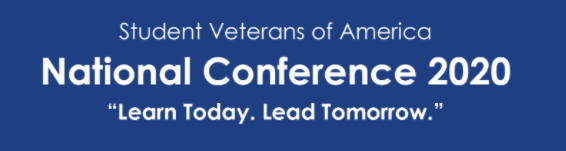 Student Veterans of America
National Conference 2020
“Learn Today. Lead Tomorrow.”